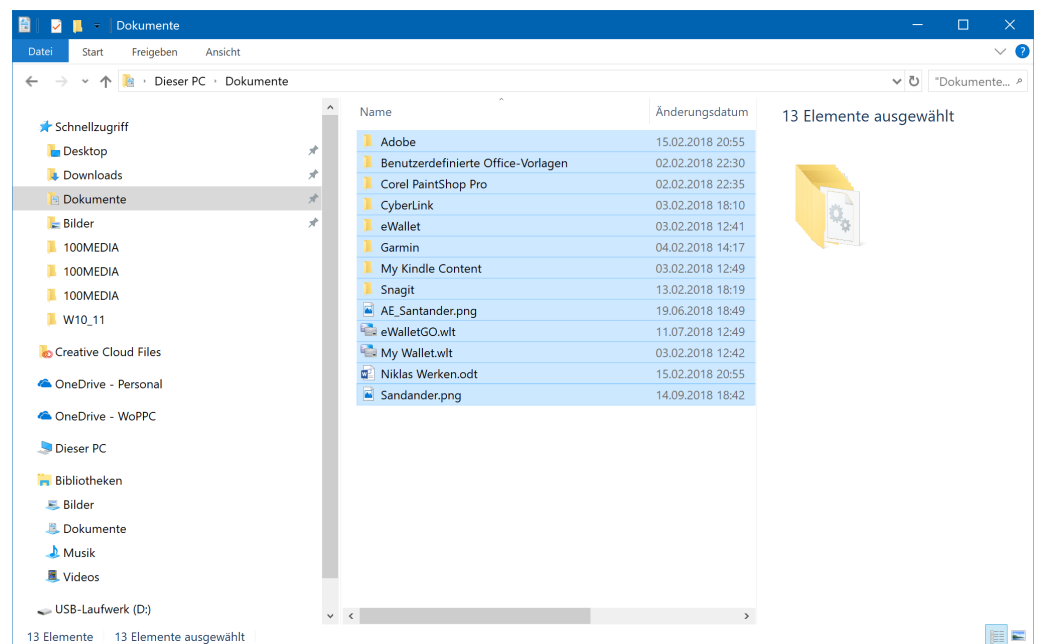 Dokumente
Datei Start Freigeben Ansicht ?
Dieser PC › Dokumente "Dokumente...
Schnellzugriff
Desktop
Downloads
Dokumente
Bilder
100MEDIA
100MEDIA
100MEDIA
W10_11
Creative Cloud Files
OneDrive - Personal
OneDrive - WoPPC
Dieser PC
Bibliotheken
Bilder
Dokumente
Musik
Videos
USB-Laufwerk (D:)
Name Änderungsdatum
Adobe 15.02.2018 20:55
Benutzerdefinierte Office-Vorlagen 02.02.2018 22:30
Corel PaintShop Pro 02.02.2018 22:35
CyberLink 03.02.2018 18:10
eWallet 03.02.2018 12:41
Garmin 04.02.2018 14:17
My Kindle Content 03.02.2018 12:49
Snagit 13.02.2018 18:19
AE_Santander.png 19.06.2018 18:49
eWalletGO.wlt 11.07.2018 12:49
My Wallet.wlt 03.02.2018 12:42
Niklas Werken.odt 15.02.2018 20:55
Sandander.png 14.09.2018 18:42
13 Elemente ausgewählt
13 Elemente 13 Elemente ausgewählt